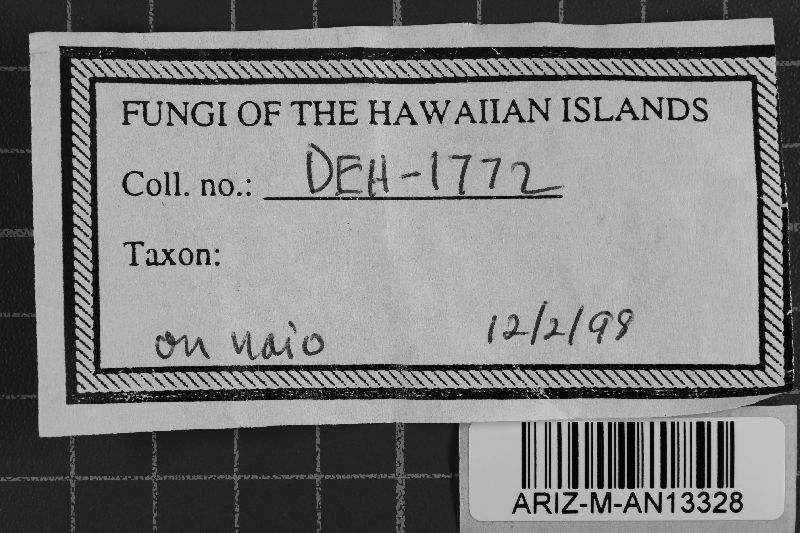 FUNGI OF THE HAWAIIAN ISLANDS
Coll. no.: DEH-1772
Taxon:
on naio 12/2/98
ARIZ-M-AN13328